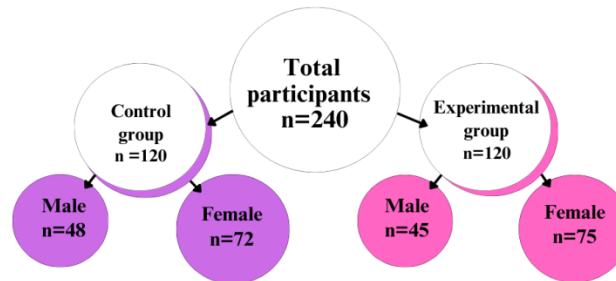 Total
participants
n=240
Control
group
n =120
Experimental
group
n=120
Male
n=48
Female
n=72
Male
n=45
Female
n=75